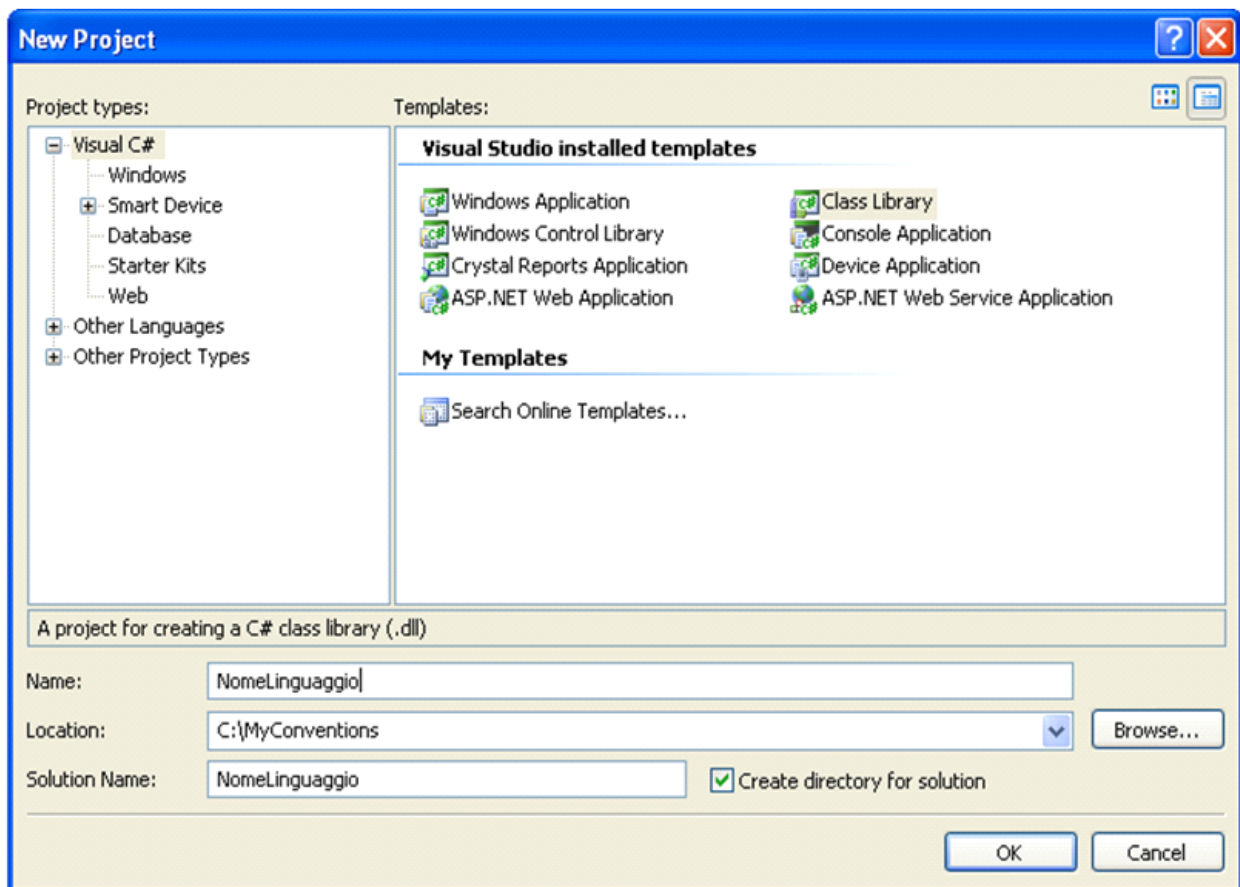 New Project
Project types:
Templates:
Visual C#
Windows
Smart Device
Database
Starter Kits
Web
Other Languages
Other Project Types
Visual Studio installed templates
Windows Application
Class Library
Windows Control Library
Console Application
Crystal Reports Application
Device Application
ASP.NET Web Application
ASP.NET Web Service Application
My Templates
Search Online Templates...
A project for creating a C# class library (.dll)
Name:
NomeLinguaggio
Location:
C:\MyConventions
Browse...
Solution Name:
NomeLinguaggio
Create directory for solution
OK
Cancel